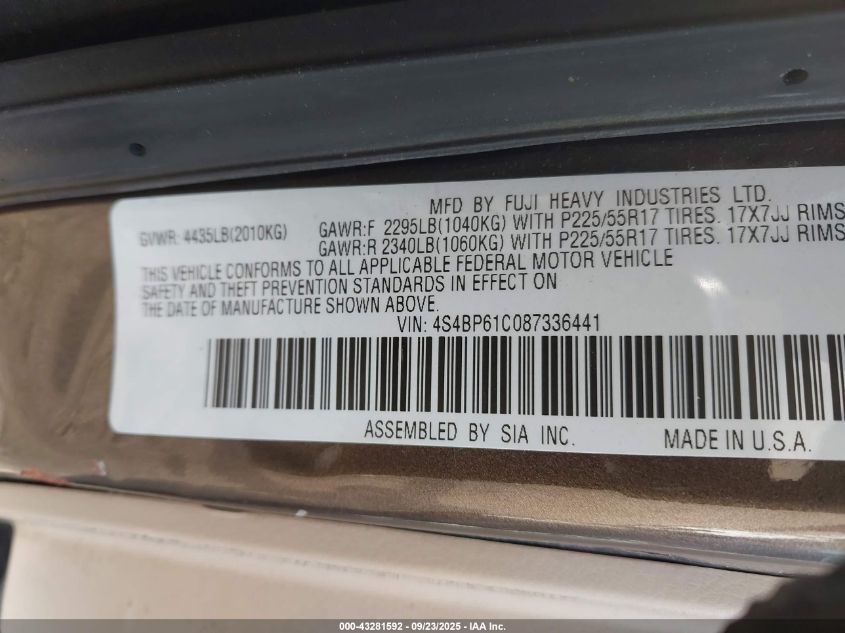 MFD BY FUJI HEAVY INDUSTRIES LTD.
GVWR: 4435LB(2010KG)
GAWR:F 2295LB(1040KG) WITH P225/55R17 TIRES. 17X7JJ RIMS
GAWR:R 2340LB(1060KG) WITH P225/55R17 TIRES. 17X7JJ RIMS
THIS VEHICLE CONFORMS TO ALL APPLICABLE FEDERAL MOTOR VEHICLE
SAFETY AND THEFT PREVENTION STANDARDS IN EFFECT ON
THE DATE OF MANUFACTURE SHOWN ABOVE.
VIN: 4S4BP61C087336441
ASSEMBLED BY SIA INC. MADE IN U.S.A.
000-43281592 - 09/23/2025 - IAA Inc.